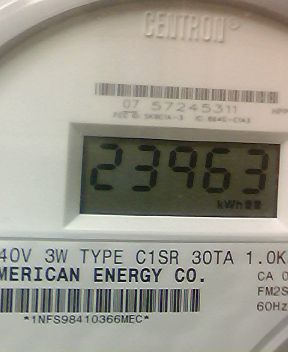 CENTRON®
07 57245311
23963
kWh
40V 3W TYPE C1SR 30TA 1.0K
MERICAN ENERGY CO.
CA 0
FM2S
60Hz
*1NFS98410366MEC*